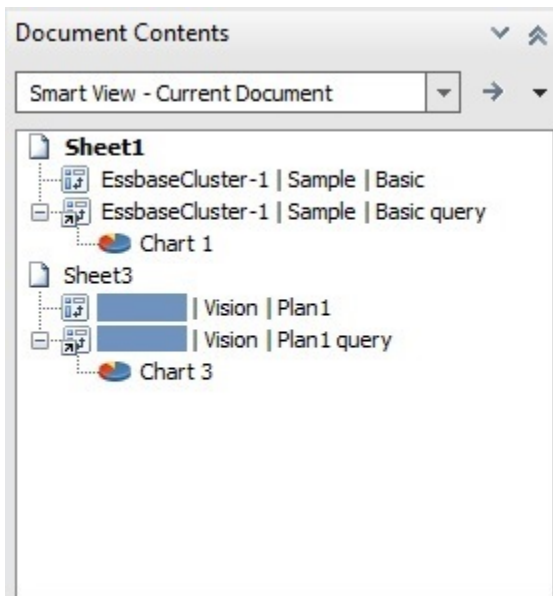 Document Contents
Smart View - Current Document
Sheet1
EssbaseCluster-1 | Sample | Basic
EssbaseCluster-1 | Sample | Basic query
Chart 1
Sheet3
| Vision | Plan1
| Vision | Plan1 query
Chart 3